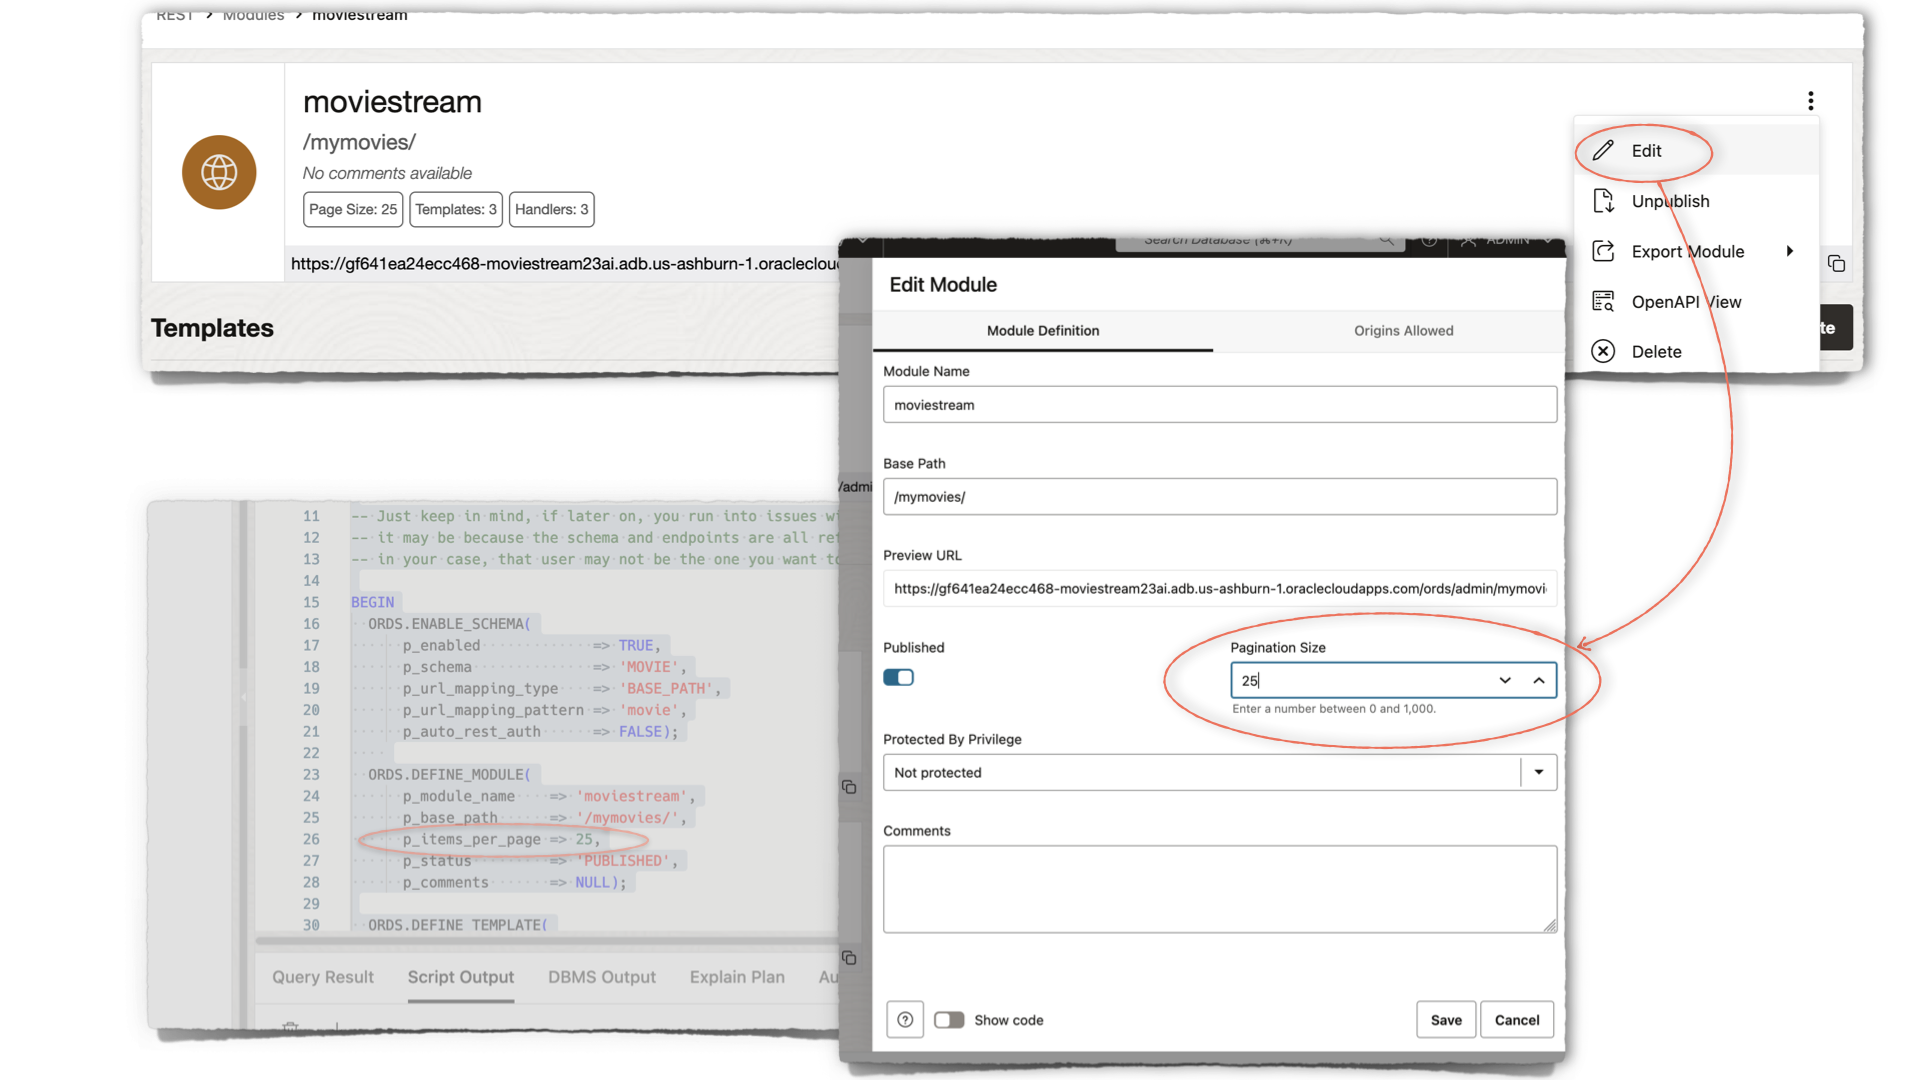 REST > Modules > moviestream
moviestream
/mymovies/
No comments available
Page Size: 25
Templates: 3
Handlers: 3
https://gf641ea24ecc468-moviestream23ai.adb.us-ashburn-1.oraclecloud
Templates
Edit
Unpublish
Export Module
OpenAPI View
Delete
te
Search Database (⌘+K)
ADMIN
/admi
Edit Module
Module Definition
Origins Allowed
Module Name
moviestream
Base Path
/mymovies/
Preview URL
https://gf641ea24ecc468-moviestream23ai.adb.us-ashburn-1.oraclecloudapps.com/ords/admin/mymovi
Published
Pagination Size
25
Enter a number between 0 and 1,000.
Protected By Privilege
Not protected
Comments
Show code
Save
Cancel
11 -- Just keep in mind, if later on, you run into issues w
12 -- it may be because the schema and endpoints are all re
13 -- in your case, that user may not be the one you want to
14
15 BEGIN
16 ORDS.ENABLE_SCHEMA(
17 p_enabled => TRUE,
18 p_schema => 'MOVIE',
19 p_url_mapping_type => 'BASE_PATH',
20 p_url_mapping_pattern => 'movie',
21 p_auto_rest_auth => FALSE);
22
23 ORDS.DEFINE_MODULE(
24 p_module_name => 'moviestream',
25 p_base_path => '/mymovies/',
26 p_items_per_page => 25,
27 p_status => 'PUBLISHED',
28 p_comments => NULL);
29
30 ORDS.DEFINE_TEMPLATE(
Query Result
Script Output
DBMS Output
Explain Plan
Au